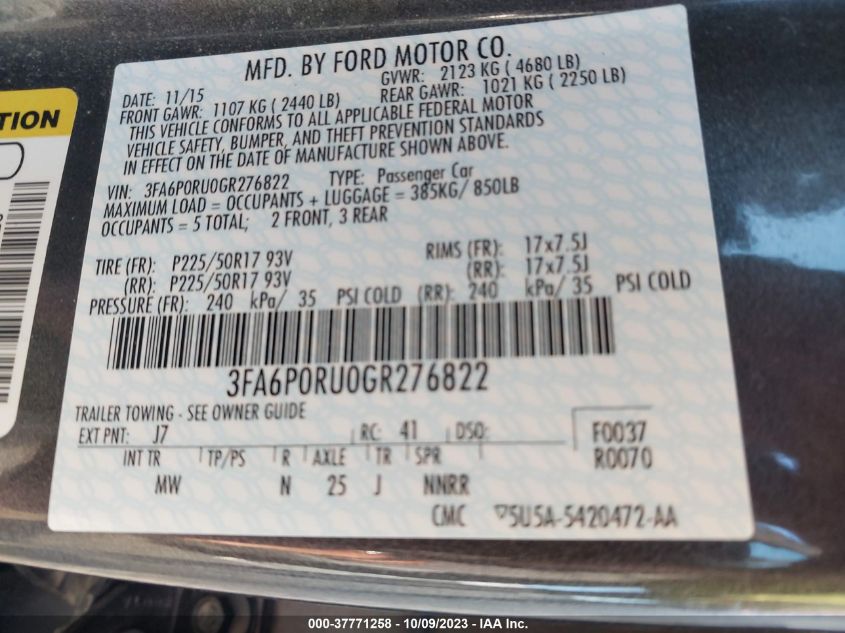 MFD. BY FORD MOTOR CO.
DATE: 11/15 GVWR: 2123 KG ( 4680 LB)
FRONT GAWR: 1107 KG ( 2440 LB) REAR GAWR: 1021 KG ( 2250 LB)
THIS VEHICLE CONFORMS TO ALL APPLICABLE FEDERAL MOTOR
VEHICLE SAFETY, BUMPER, AND THEFT PREVENTION STANDARDS
IN EFFECT ON THE DATE OF MANUFACTURE SHOWN ABOVE.
VIN: 3FA6P0RU0GR276822 TYPE: Passenger Car
MAXIMUM LOAD = OCCUPANTS + LUGGAGE = 385KG/ 850LB
OCCUPANTS = 5 TOTAL; 2 FRONT, 3 REAR
TIRE (FR): P225/50R17 93V RIMS (FR): 17x7.5J
(RR): P225/50R17 93V (RR): 17x7.5J
PRESSURE (FR): 240 kPa/ 35 PSI COLD (RR): 240 kPa/ 35 PSI COLD
3FA6P0RU0GR276822
TRAILER TOWING - SEE OWNER GUIDE
EXT PNT: J7 RC: 41 DSO: F0037
INT TR TP/PS R AXLE TR SPR R0070
MW N 25 J NNRR
CMC ▽5U5A-5420472-AA
TION
000-37771258 - 10/09/2023 - IAA Inc.